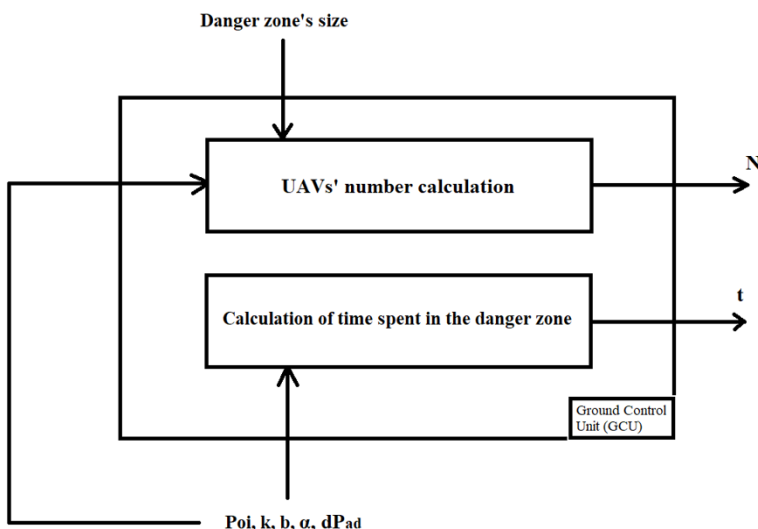 Danger zone's size
UAVs' number calculation
N
Calculation of time spent in the danger zone
t
Ground Control
Unit (GCU)
Poi, k, b, α, dPad